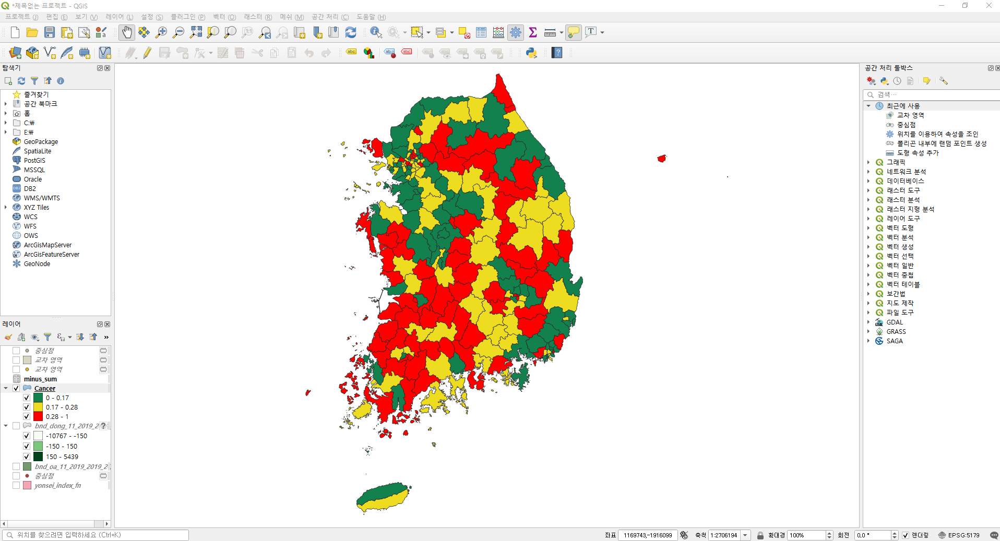 *제목없는 프로젝트 - QGIS
프로젝트 (J) 편집 (E) 보기 (V) 레이어 (L) 설정 (S) 플러그인 (P) 벡터 (O) 래스터 (R) 메쉬 (M) 공간 처리 (C) 도움말 (H)
탐색기
즐겨찾기
공간 북마크
홈
C:₩
E:₩
GeoPackage
SpatiaLite
PostGIS
MSSQL
Oracle
DB2
WMS/WMTS
XYZ Tiles
WCS
WFS
OWS
ArcGisMapServer
ArcGisFeatureServer
GeoNode
레이어
중심점
교차 영역
교차 영역
minus_sum
Cancer
0 - 0.17
0.17 - 0.28
0.28 - 1
bnd_dong_11_2019_2
-10767 - -150
-150 - 150
150 - 5439
bnd_oa_11_2019_2019_2
중심점
yonsei_index_fn
공간 처리 툴박스
검색…
최근에 사용
교차 영역
중심점
위치를 이용하여 속성을 조인
폴리곤 내부에 랜덤 포인트 생성
도형 속성 추가
그래픽
네트워크 분석
데이터베이스
래스터 도구
래스터 분석
래스터 지형 분석
레이어 도구
벡터 도형
벡터 분석
벡터 생성
벡터 선택
벡터 일반
벡터 중첩
벡터 테이블
보간법
지도 제작
파일 도구
GDAL
GRASS
SAGA
위치를 찾으려면 입력하세요 (Ctrl+K)
좌표 1169743,-1916099 축척 1:2706194 확대경 100% 회전 0,0 ° 렌더링 EPSG:5179